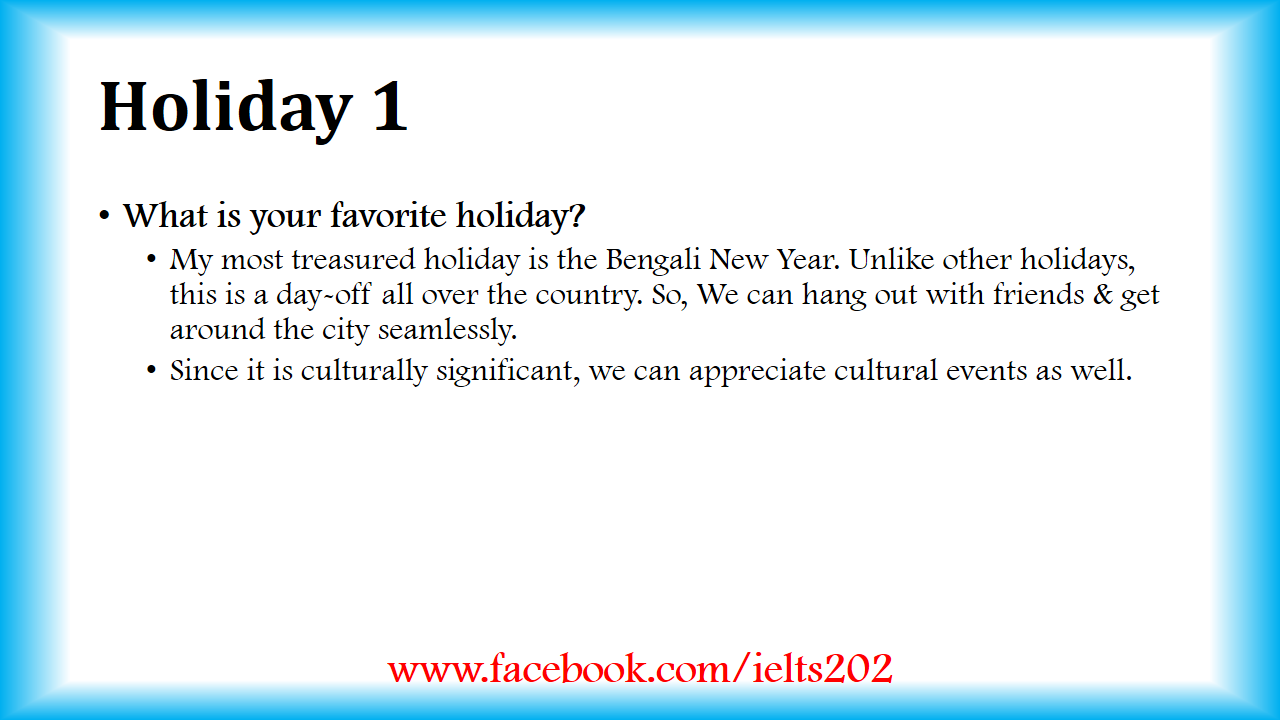 Holiday 1
• What is your favorite holiday?
• My most treasured holiday is the Bengali New Year. Unlike other holidays,
this is a day-off all over the country. So, We can hang out with friends & get
around the city seamlessly.
• Since it is culturally significant, we can appreciate cultural events as well.
www.facebook.com/ielts202